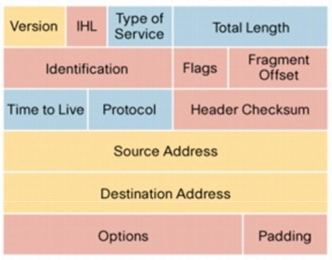 Version IHL Type of Service Total Length
Identification Flags Fragment Offset
Time to Live Protocol Header Checksum
Source Address
Destination Address
Options Padding